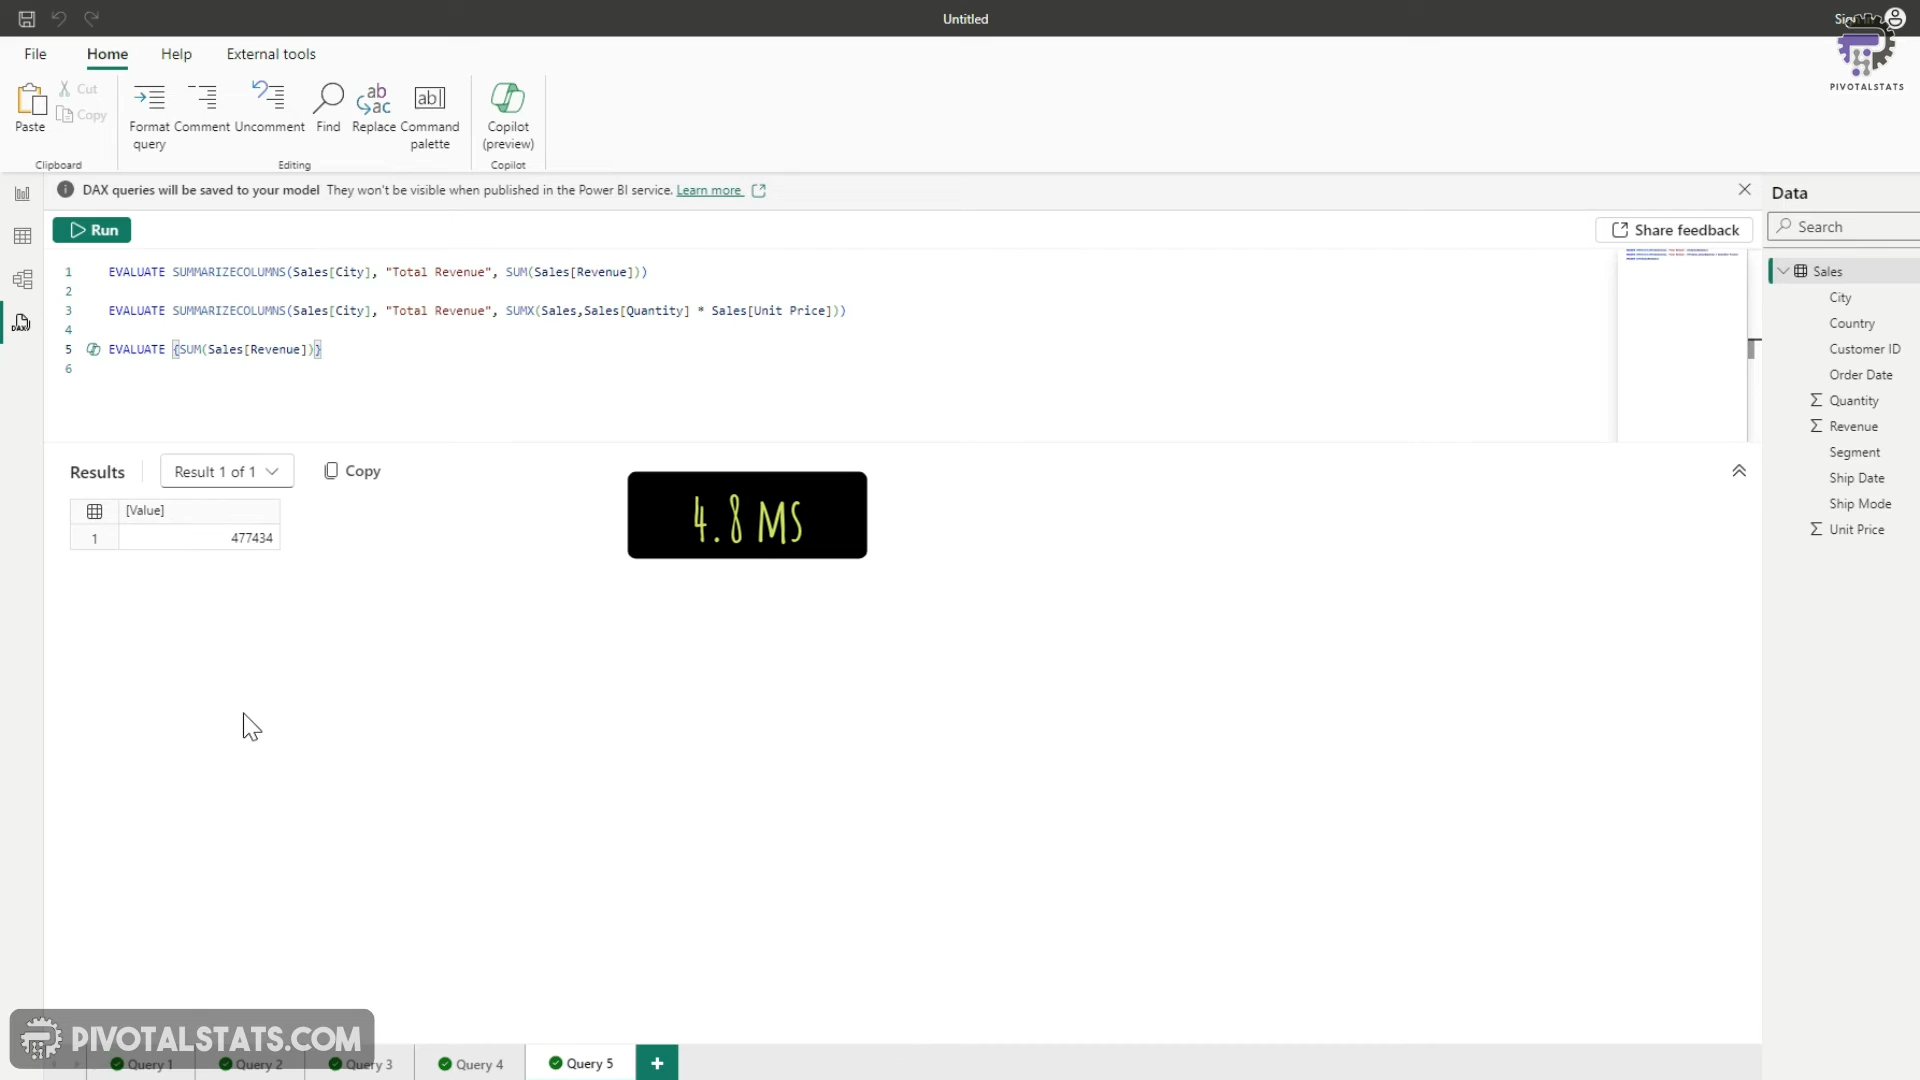 Untitled
File
Home
Help
External tools
PIVOTALSTATS
Paste
Cut
Copy
Clipboard
Format query
Comment
Uncomment
Find
Replace
Command palette
Editing
Copilot (preview)
Copilot
DAX queries will be saved to your model They won't be visible when published in the Power BI service. Learn more
Run
Share feedback
1 EVALUATE SUMMARIZECOLUMNS(Sales[City], "Total Revenue", SUM(Sales[Revenue]))
2
3 EVALUATE SUMMARIZECOLUMNS(Sales[City], "Total Revenue", SUMX(Sales,Sales[Quantity] * Sales[Unit Price]))
4
5 EVALUATE {SUM(Sales[Revenue])}
6
Results
Result 1 of 1
Copy
[Value]
1 477434
4.8 MS
Data
Search
Sales
City
Country
Customer ID
Order Date
Quantity
Revenue
Segment
Ship Date
Ship Mode
Unit Price
DAX
PIVOTALSTATS.COM
Query 1
Query 2
Query 3
Query 4
Query 5